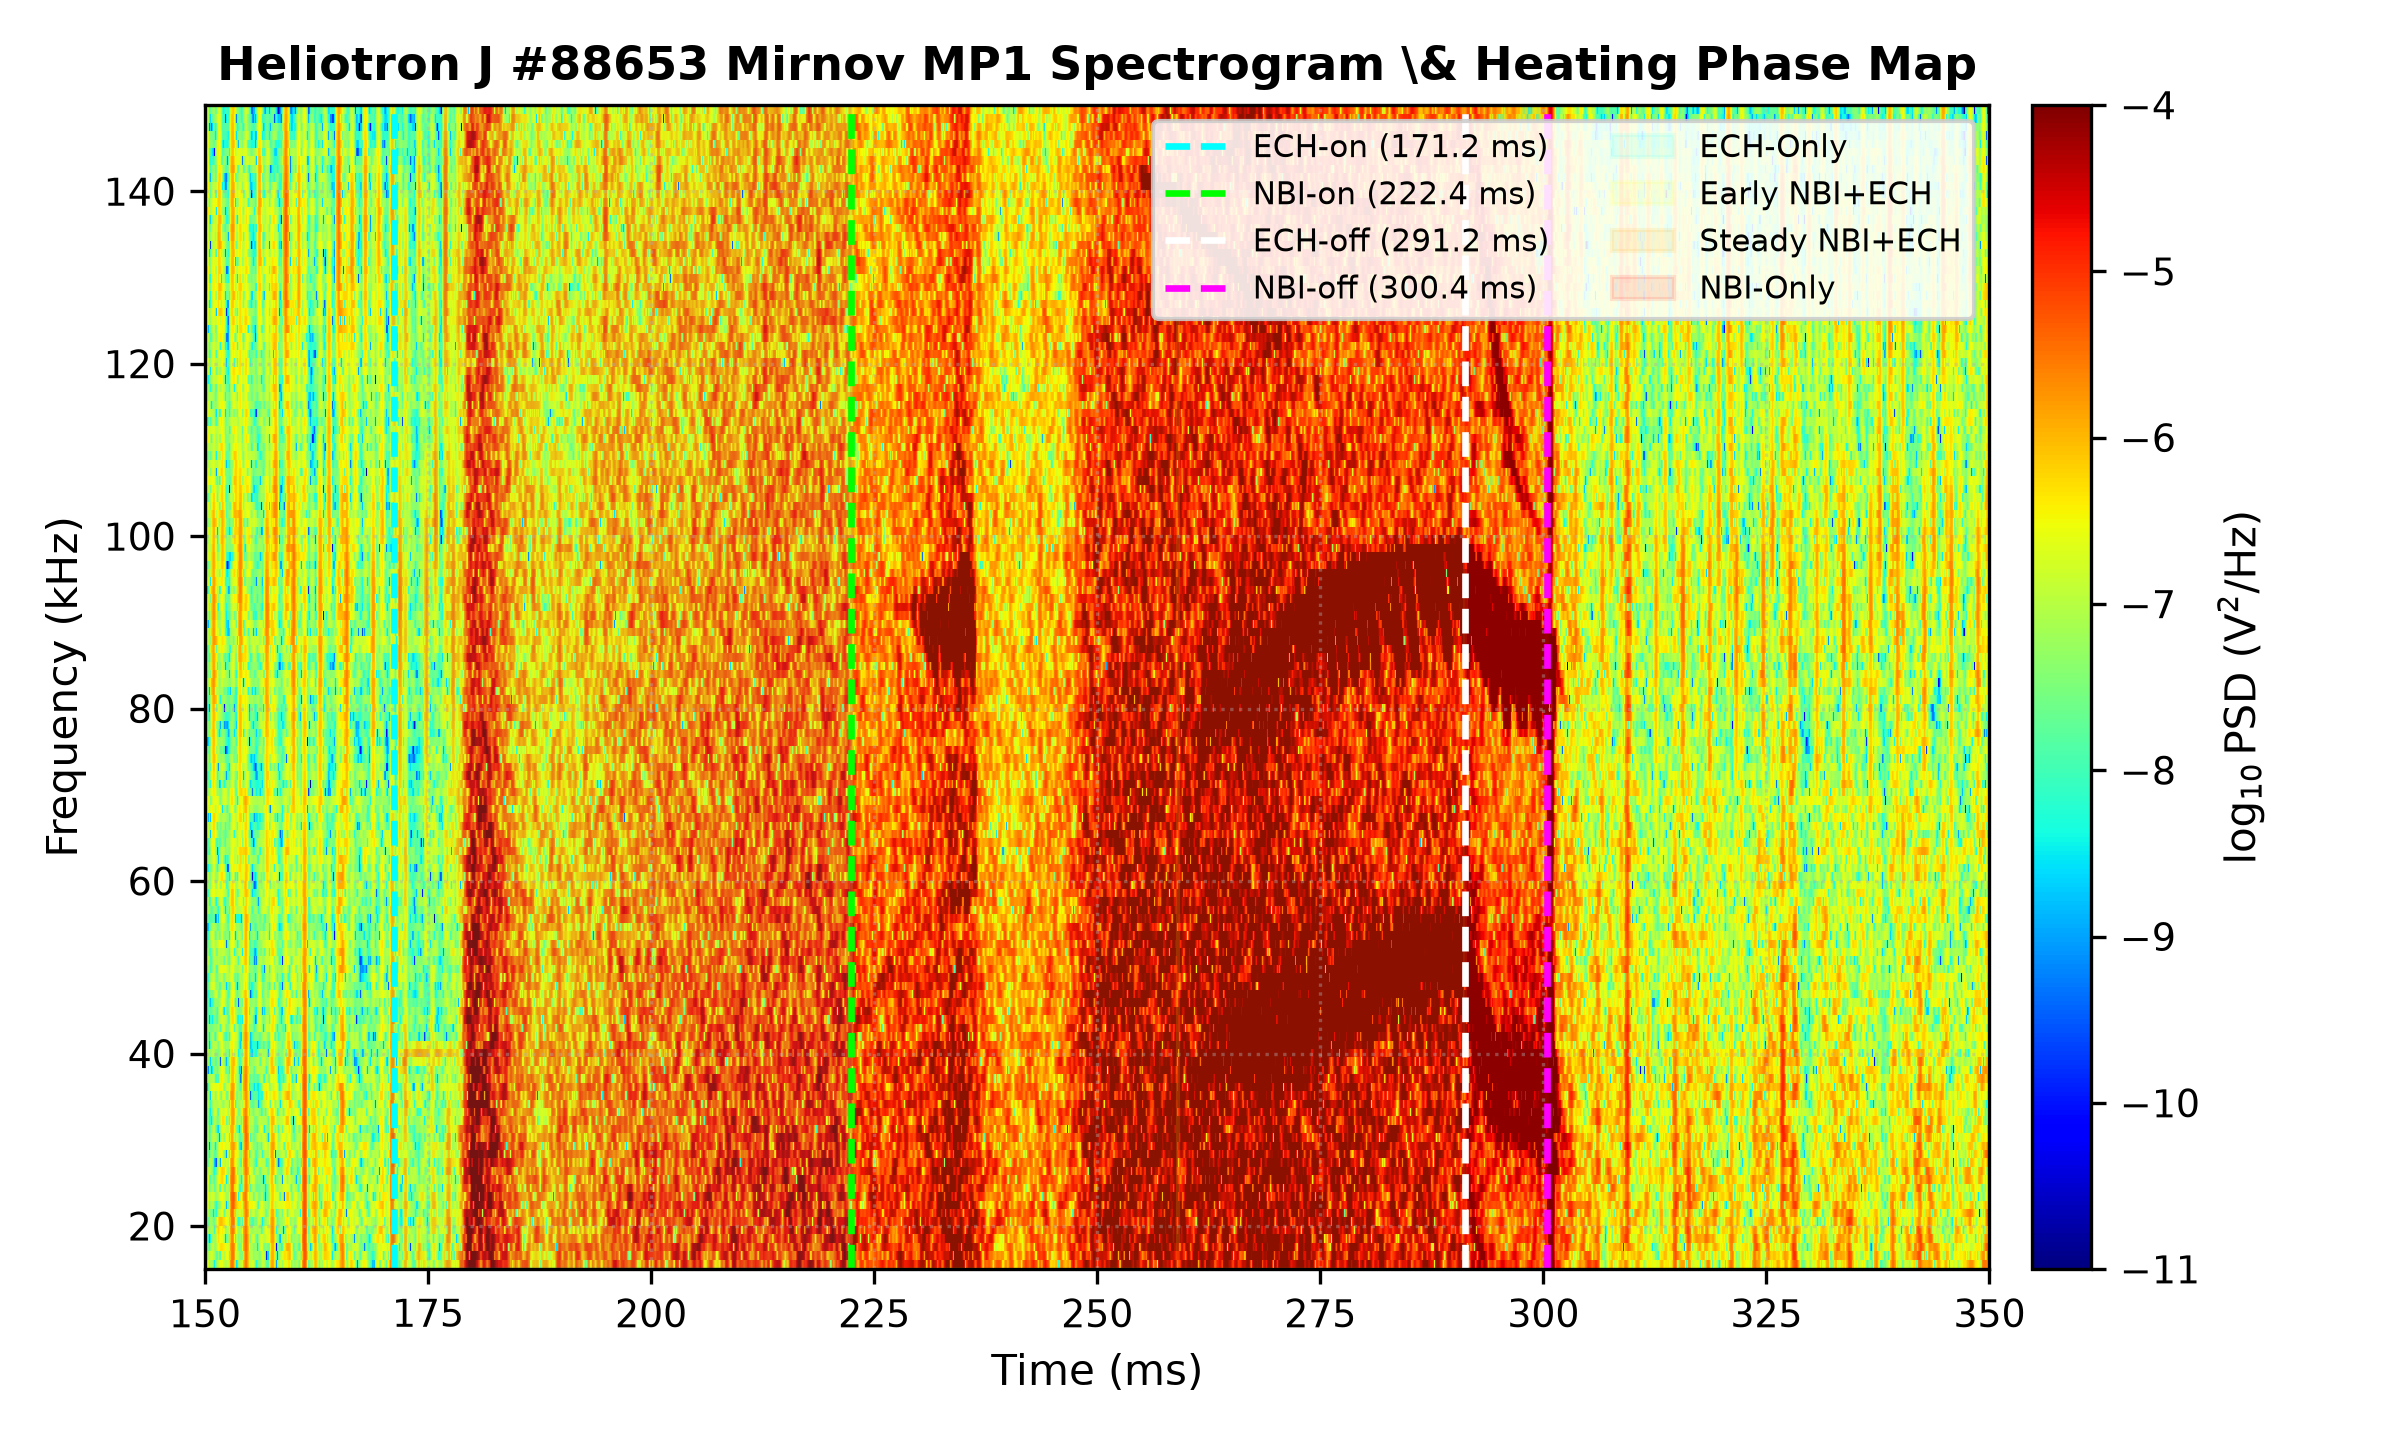 Heliotron J #88653 Mirnov MP1 Spectrogram \& Heating Phase Map
ECH-on (171.2 ms)
NBI-on (222.4 ms)
ECH-off (291.2 ms)
NBI-off (300.4 ms)
ECH-Only
Early NBI+ECH
Steady NBI+ECH
NBI-Only
Frequency (kHz)
140
120
100
80
60
40
20
150
175
200
225
250
275
300
325
350
Time (ms)
−4
−5
−6
−7
−8
−9
−10
−11
log₁₀ PSD (V²/Hz)